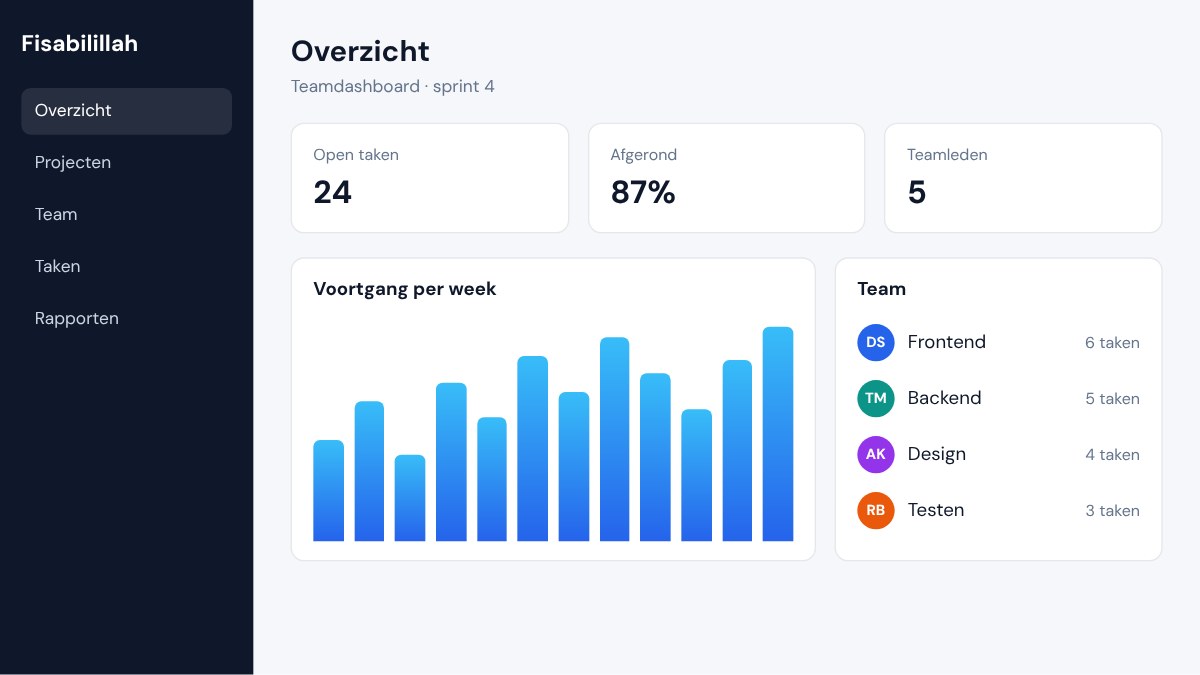 Fisabilillah
Overzicht
Projecten
Team
Taken
Rapporten
Overzicht
Teamdashboard · sprint 4
Open taken
24
Afgerond
87%
Teamleden
5
Voortgang per week
Team
DS Frontend 6 taken
TM Backend 5 taken
AK Design 4 taken
RB Testen 3 taken